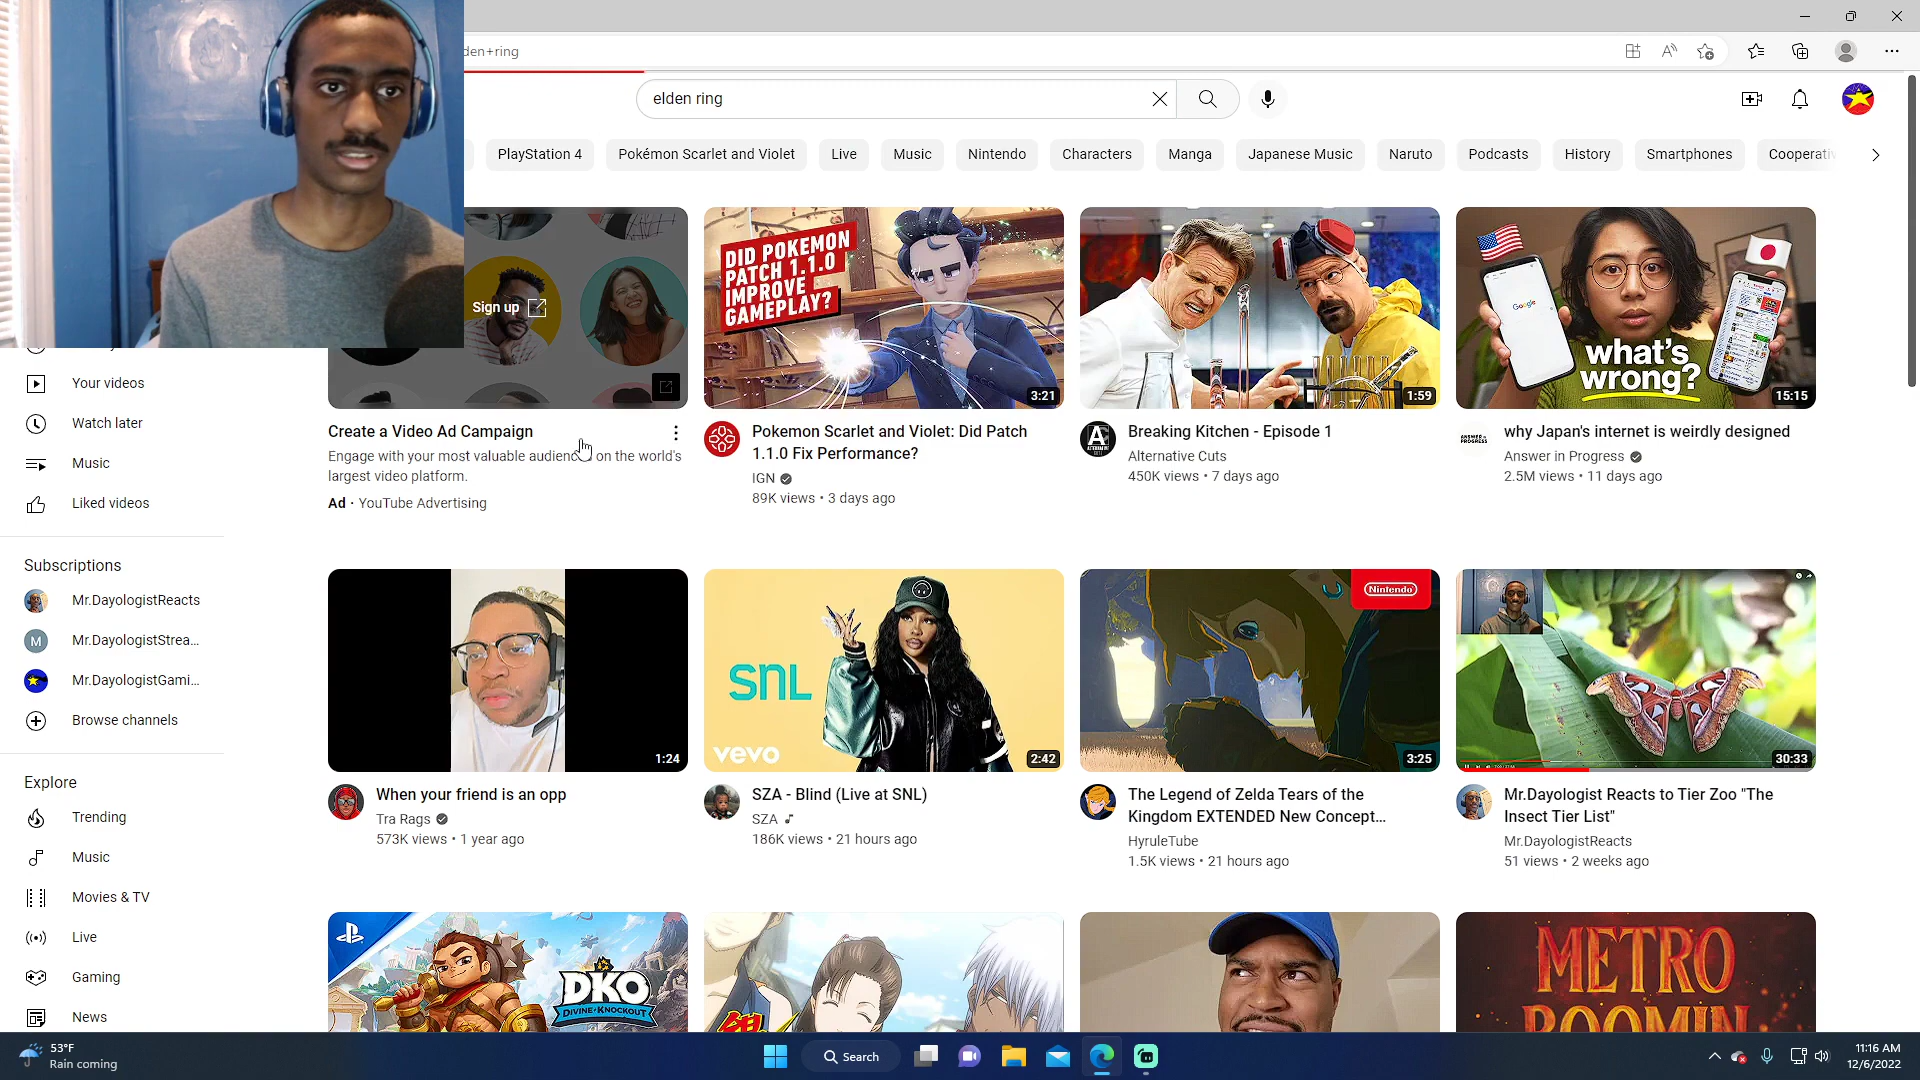 den+ring
elden ring
PlayStation 4
Pokémon Scarlet and Violet
Live
Music
Nintendo
Characters
Manga
Japanese Music
Naruto
Podcasts
History
Smartphones
Cooperativ
Sign up
DID POKEMON
PATCH 1.1.0
IMPROVE
GAMEPLAY?
3:21
1:59
Google
what's
wrong?
15:15
Your videos
Watch later
Music
Liked videos
Create a Video Ad Campaign
Engage with your most valuable audience on the world's
largest video platform.
Ad · YouTube Advertising
Pokemon Scarlet and Violet: Did Patch
1.1.0 Fix Performance?
IGN
89K views • 3 days ago
Breaking Kitchen - Episode 1
Alternative Cuts
450K views • 7 days ago
ANSWER IN
PROGRESS
why Japan's internet is weirdly designed
Answer in Progress
2.5M views • 11 days ago
Subscriptions
Mr.DayologistReacts
M
Mr.DayologistStrea...
Mr.DayologistGami...
Browse channels
1:24
SNL
vevo
2:42
Nintendo
3:25
30:33
When your friend is an opp
Tra Rags
573K views • 1 year ago
SZA - Blind (Live at SNL)
SZA
186K views • 21 hours ago
The Legend of Zelda Tears of the
Kingdom EXTENDED New Concept...
HyruleTube
1.5K views • 21 hours ago
Mr.Dayologist Reacts to Tier Zoo "The
Insect Tier List"
Mr.DayologistReacts
51 views • 2 weeks ago
Explore
Trending
Music
Movies & TV
Live
Gaming
News
DKO
DIVINE KNOCKOUT
METRO
BOOMIN
53°F
Rain coming
Search
11:16 AM
12/6/2022